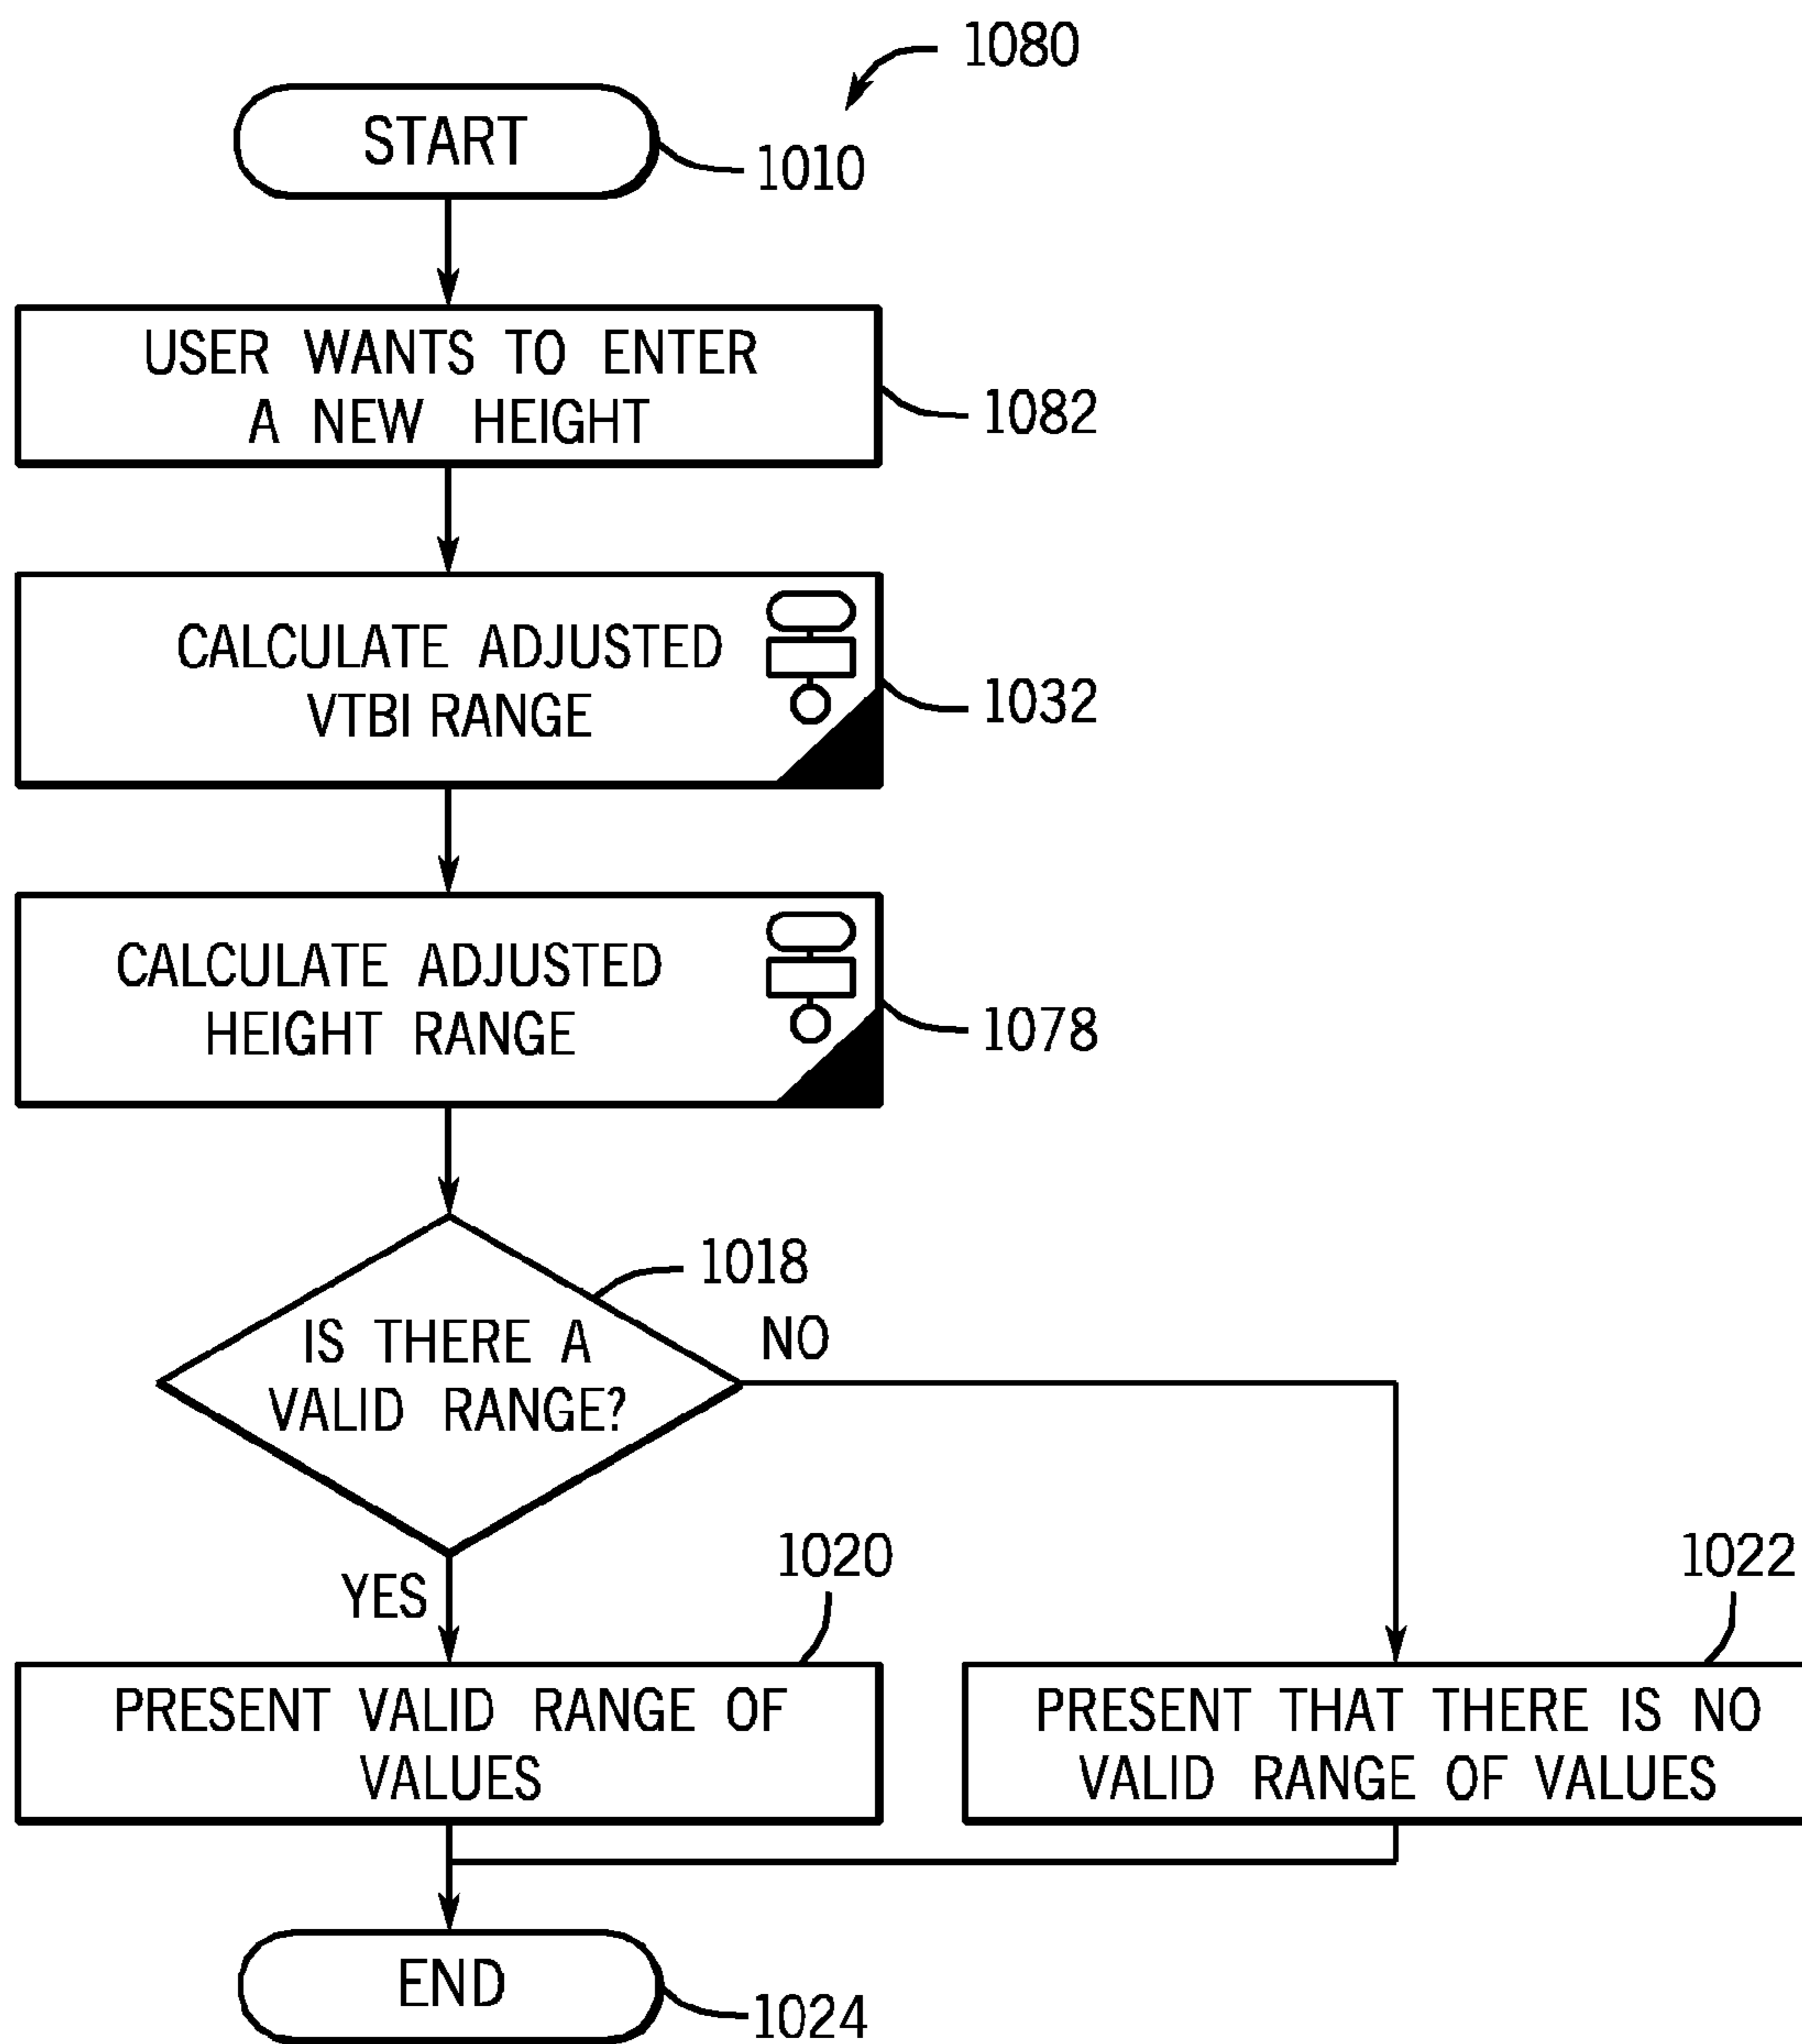 1080
START
1010
USER WANTS TO ENTER
A NEW HEIGHT
1082
CALCULATE ADJUSTED
VTBI RANGE
1032
CALCULATE ADJUSTED
HEIGHT RANGE
1078
1018
IS THERE A
VALID RANGE?
NO
YES
1020
1022
PRESENT VALID RANGE OF
VALUES
PRESENT THAT THERE IS NO
VALID RANGE OF VALUES
END
1024